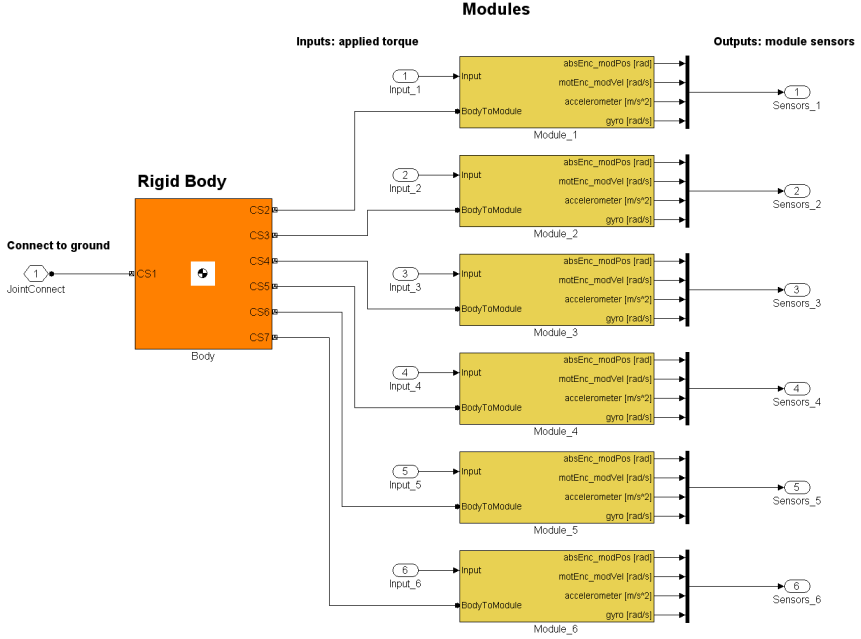 Modules
Inputs: applied torque
Outputs: module sensors
Rigid Body
Connect to ground
1
JointConnect
CS1
CS2
CS3
CS4
CS5
CS6
CS7
Body
1
Input_1
Input
BodyToModule
absEnc_modPos [rad]
motEnc_modVel [rad/s]
accelerometer [m/s^2]
gyro [rad/s]
Module_1
1
Sensors_1
2
Input_2
Input
BodyToModule
absEnc_modPos [rad]
motEnc_modVel [rad/s]
accelerometer [m/s^2]
gyro [rad/s]
Module_2
2
Sensors_2
3
Input_3
Input
BodyToModule
absEnc_modPos [rad]
motEnc_modVel [rad/s]
accelerometer [m/s^2]
gyro [rad/s]
Module_3
3
Sensors_3
4
Input_4
Input
BodyToModule
absEnc_modPos [rad]
motEnc_modVel [rad/s]
accelerometer [m/s^2]
gyro [rad/s]
Module_4
4
Sensors_4
5
Input_5
Input
BodyToModule
absEnc_modPos [rad]
motEnc_modVel [rad/s]
accelerometer [m/s^2]
gyro [rad/s]
Module_5
5
Sensors_5
6
Input_6
Input
BodyToModule
absEnc_modPos [rad]
motEnc_modVel [rad/s]
accelerometer [m/s^2]
gyro [rad/s]
Module_6
6
Sensors_6